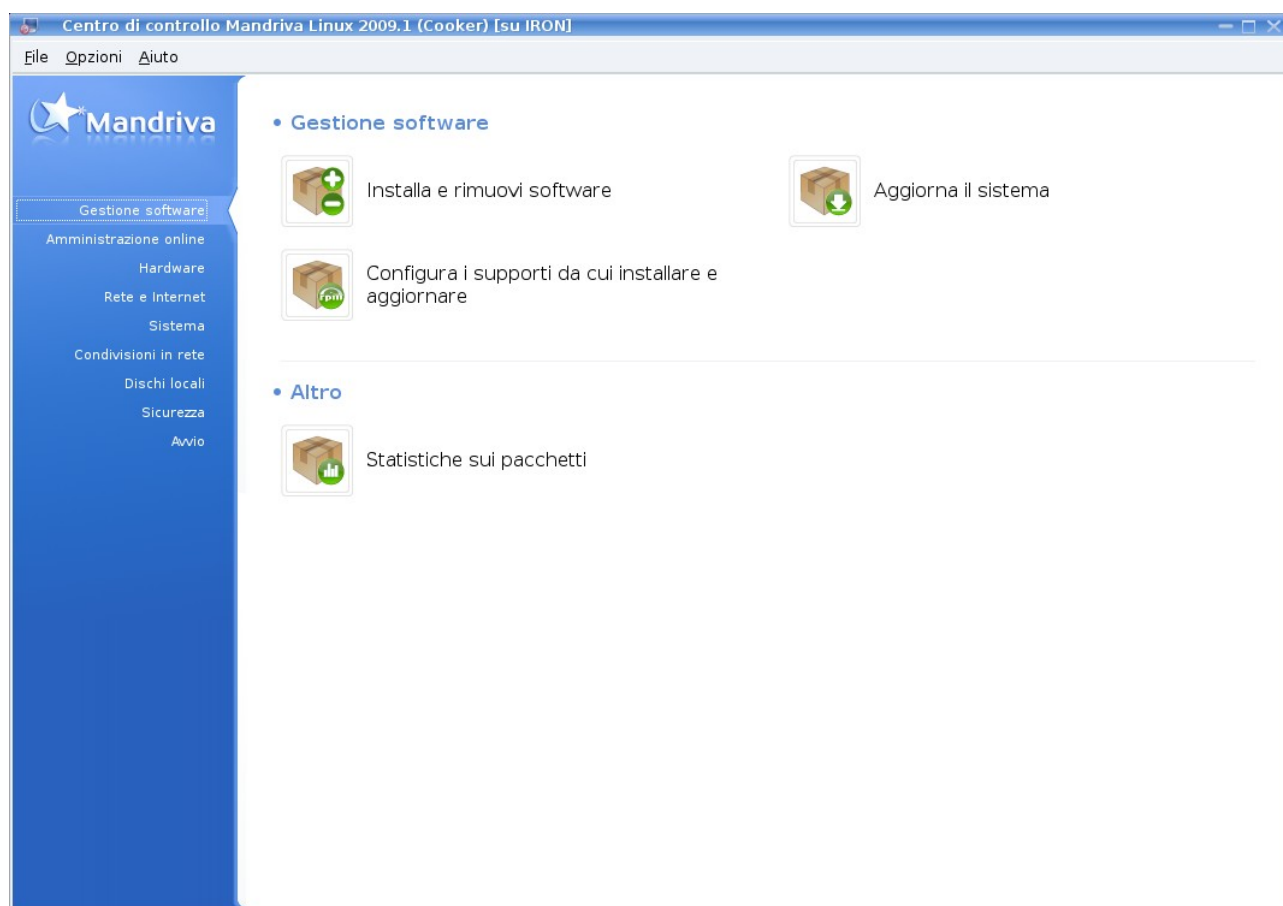 Centro di controllo Mandriva Linux 2009.1 (Cooker) [su IRON]
File Opzioni Aiuto
Mandriva
Gestione software
Amministrazione online
Hardware
Rete e Internet
Sistema
Condivisioni in rete
Dischi locali
Sicurezza
Avvio
• Gestione software
Installa e rimuovi software
Aggiorna il sistema
Configura i supporti da cui installare e
aggiornare
rpm
• Altro
Statistiche sui pacchetti